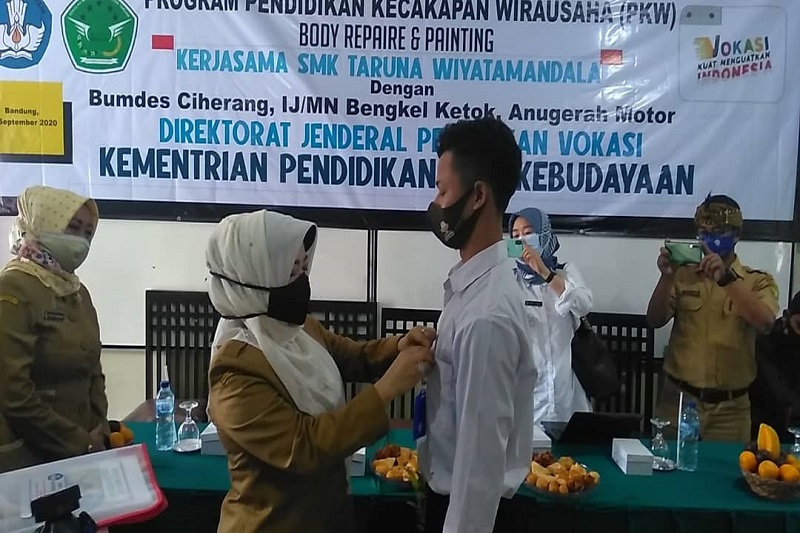 PROGRAM PENDIDIKAN KECAKAPAN WIRAUSAHA (PKW)
BODY REPAIRE & PAINTING
KERJASAMA SMK TARUNA WIYATAMANDALA
Dengan
Bumdes Ciherang, IJ/MN Bengkel Ketok, Anugerah Motor
DIREKTORAT JENDERAL VOKASI
KEMENTRIAN PENDIDIKAN KEBUDAYAAN
Bandung,
September 2020
VOKASI
KUAT MENGUATKAN
INDONESIA